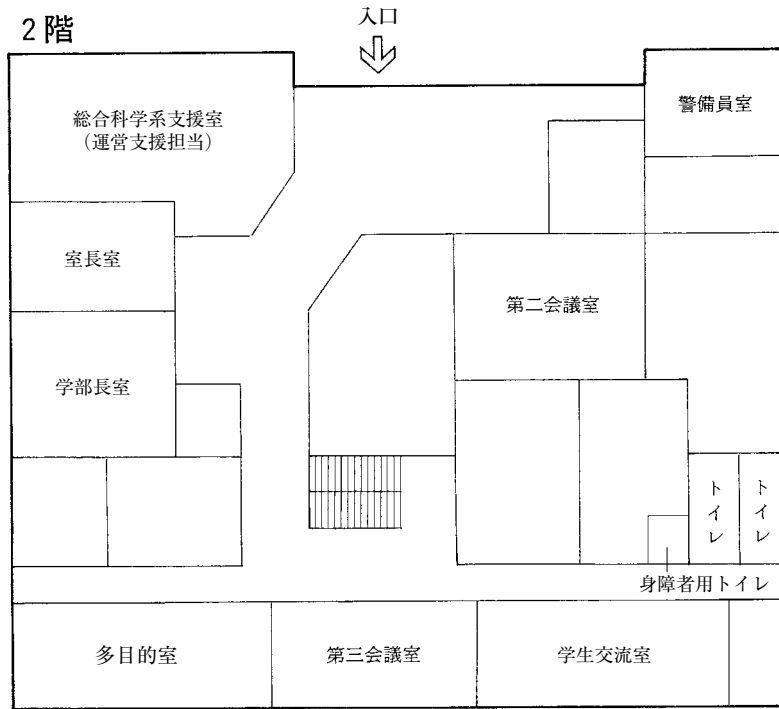 2階
入口
総合科学系支援室
(運営支援担当)
警備員室
室長室
第二会議室
学部長室
トイレ
トイレ
身障者用トイレ
多目的室
第三会議室
学生交流室